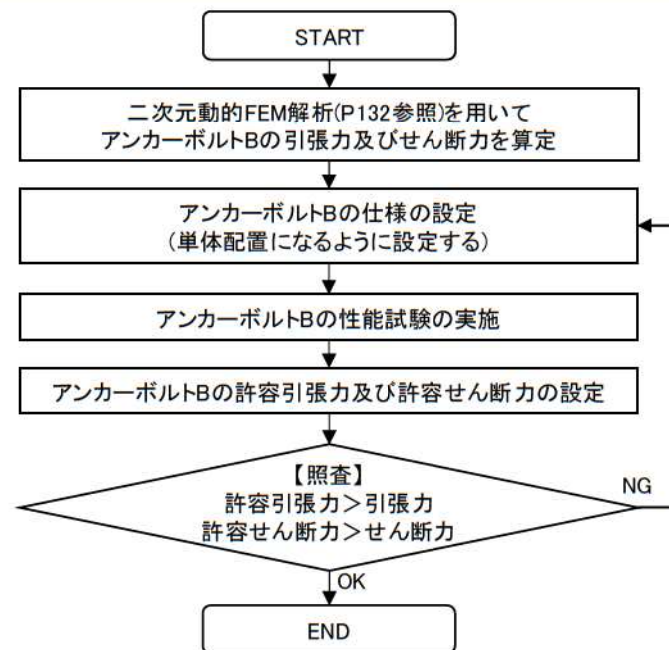 START
二次元動的FEM解析(P132参照)を用いて
アンカーボルトBの引張力及びせん断力を算定
アンカーボルトBの仕様の設定
(単体配置になるように設定する)
アンカーボルトBの性能試験の実施
アンカーボルトBの許容引張力及び許容せん断力の設定
【照査】
許容引張力>引張力
許容せん断力>せん断力
NG
OK
END